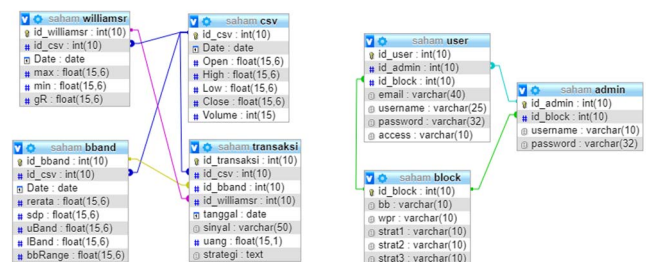 saham williamsr
id_williamsr : int(10)
id_csv : int(10)
Date : date
max : float(15,6)
min : float(15,6)
gR : float(15,6)
saham csv
id_csv : int(10)
Date : date
Open : float(15,6)
High : float(15,6)
Low : float(15,6)
Close : float(15,6)
Volume : int(15)
saham bband
id_bband : int(10)
id_csv : int(10)
Date : date
rerata : float(15,6)
sdp : float(15,6)
uBand : float(15,6)
lBand : float(15,6)
bbRange : float(15,6)
saham transaksi
id_transaksi : int(10)
id_csv : int(10)
id_bband : int(10)
id_williamsr : int(10)
tanggal : date
sinyal : varchar(50)
uang : float(15,1)
strategi : text
saham user
id_user : int(10)
id_admin : int(10)
id_block : int(10)
email : varchar(40)
username : varchar(25)
password : varchar(32)
access : varchar(10)
saham admin
id_admin : int(10)
id_block : int(10)
username : varchar(10)
password : varchar(32)
saham block
id_block : int(10)
bb : varchar(10)
wpr : varchar(10)
strat1 : varchar(10)
strat2 : varchar(10)
strat3 : varchar(10)